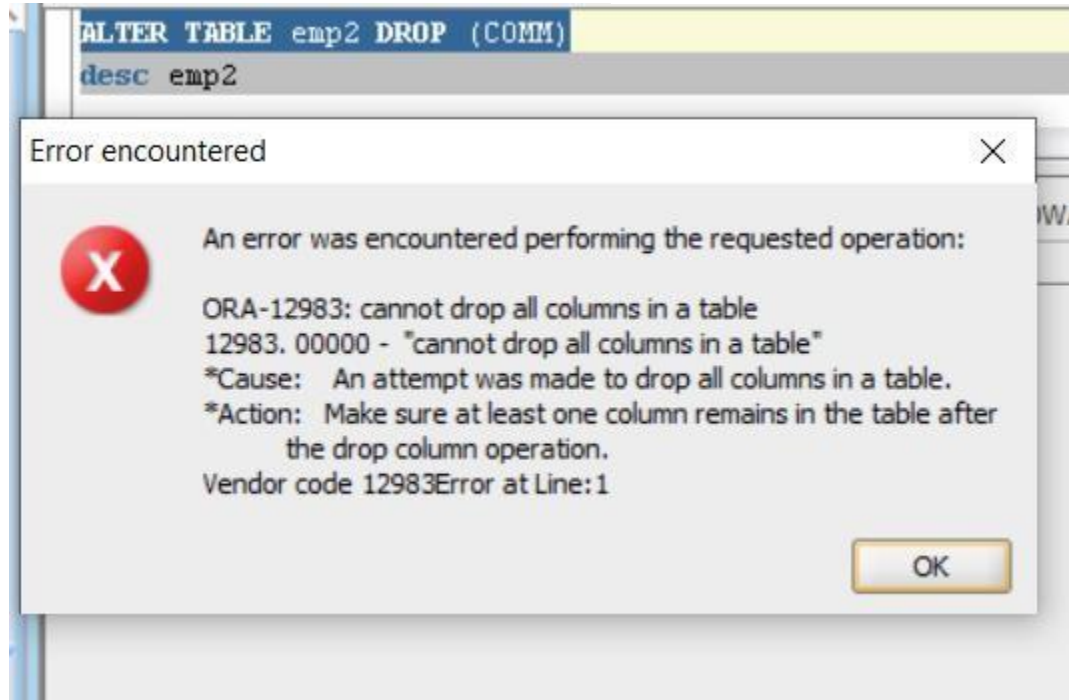 ALTER TABLE emp2 DROP (COMM)
desc emp2
Error encountered
An error was encountered performing the requested operation:
ORA-12983: cannot drop all columns in a table
12983. 00000 - "cannot drop all columns in a table"
*Cause: An attempt was made to drop all columns in a table.
*Action: Make sure at least one column remains in the table after
the drop column operation.
Vendor code 12983Error at Line:1
OK